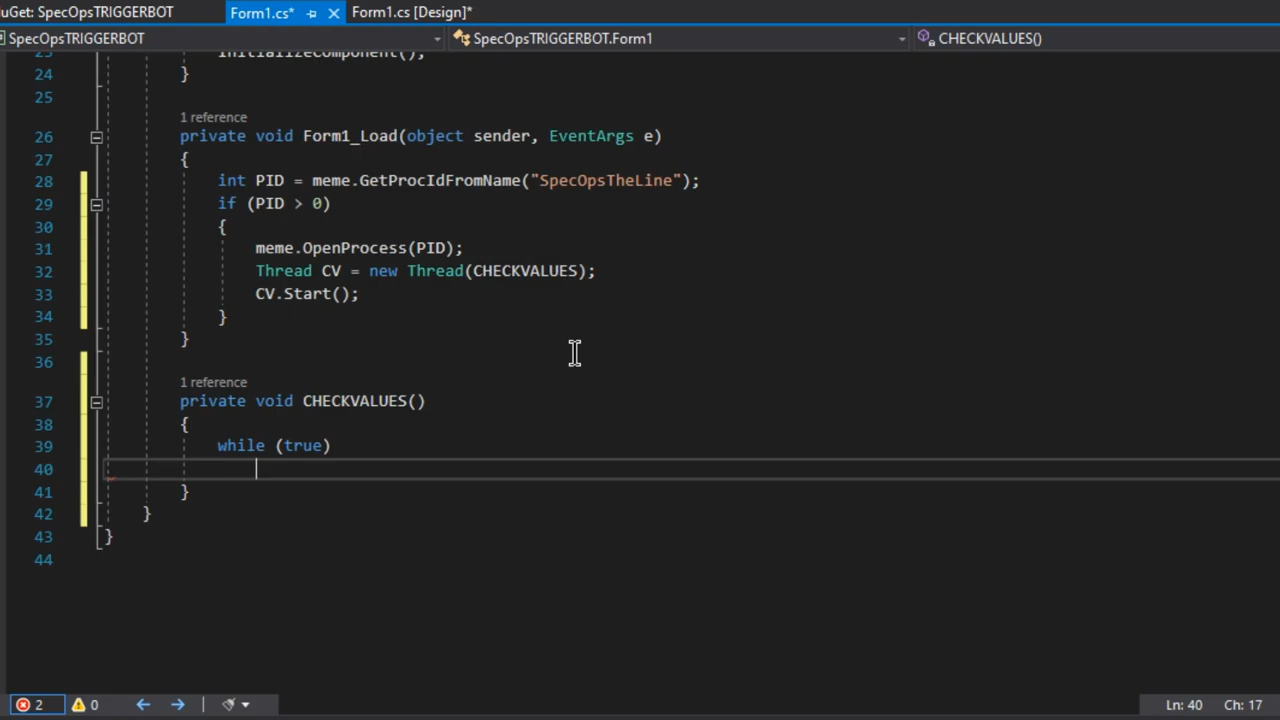 uGet: SpecOpsTRIGGERBOT Form1.cs* Form1.cs [Design]*
SpecOpsTRIGGERBOT SpecOpsTRIGGERBOT.Form1 CHECKVALUES()
23 InitializeComponent();
24 }
25
1 reference
26 private void Form1_Load(object sender, EventArgs e)
27 {
28 int PID = meme.GetProcIdFromName("SpecOpsTheLine");
29 if (PID > 0)
30 {
31 meme.OpenProcess(PID);
32 Thread CV = new Thread(CHECKVALUES);
33 CV.Start();
34 }
35 }
36
1 reference
37 private void CHECKVALUES()
38 {
39 while (true)
40
41 }
42 }
43 }
44
2 0 Ln: 40 Ch: 17